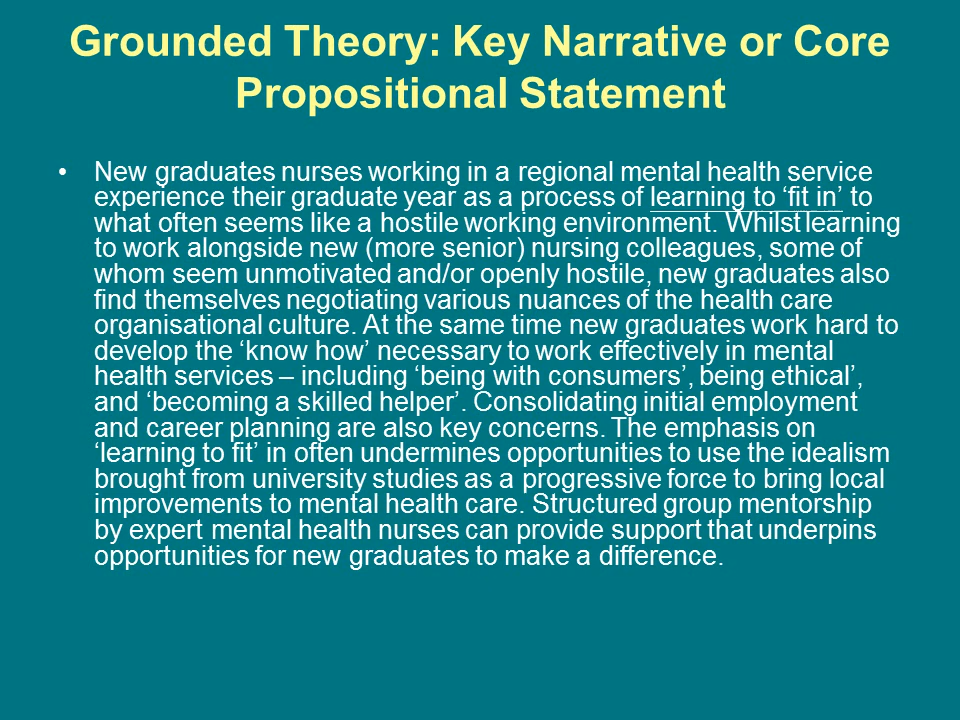 Grounded Theory: Key Narrative or Core
Propositional Statement
• New graduates nurses working in a regional mental health service
experience their graduate year as a process of learning to ‘fit in’ to
what often seems like a hostile working environment. Whilst learning
to work alongside new (more senior) nursing colleagues, some of
whom seem unmotivated and/or openly hostile, new graduates also
find themselves negotiating various nuances of the health care
organisational culture. At the same time new graduates work hard to
develop the ‘know how’ necessary to work effectively in mental
health services – including ‘being with consumers’, being ethical’,
and ‘becoming a skilled helper’. Consolidating initial employment
and career planning are also key concerns. The emphasis on
‘learning to fit’ in often undermines opportunities to use the idealism
brought from university studies as a progressive force to bring local
improvements to mental health care. Structured group mentorship
by expert mental health nurses can provide support that underpins
opportunities for new graduates to make a difference.